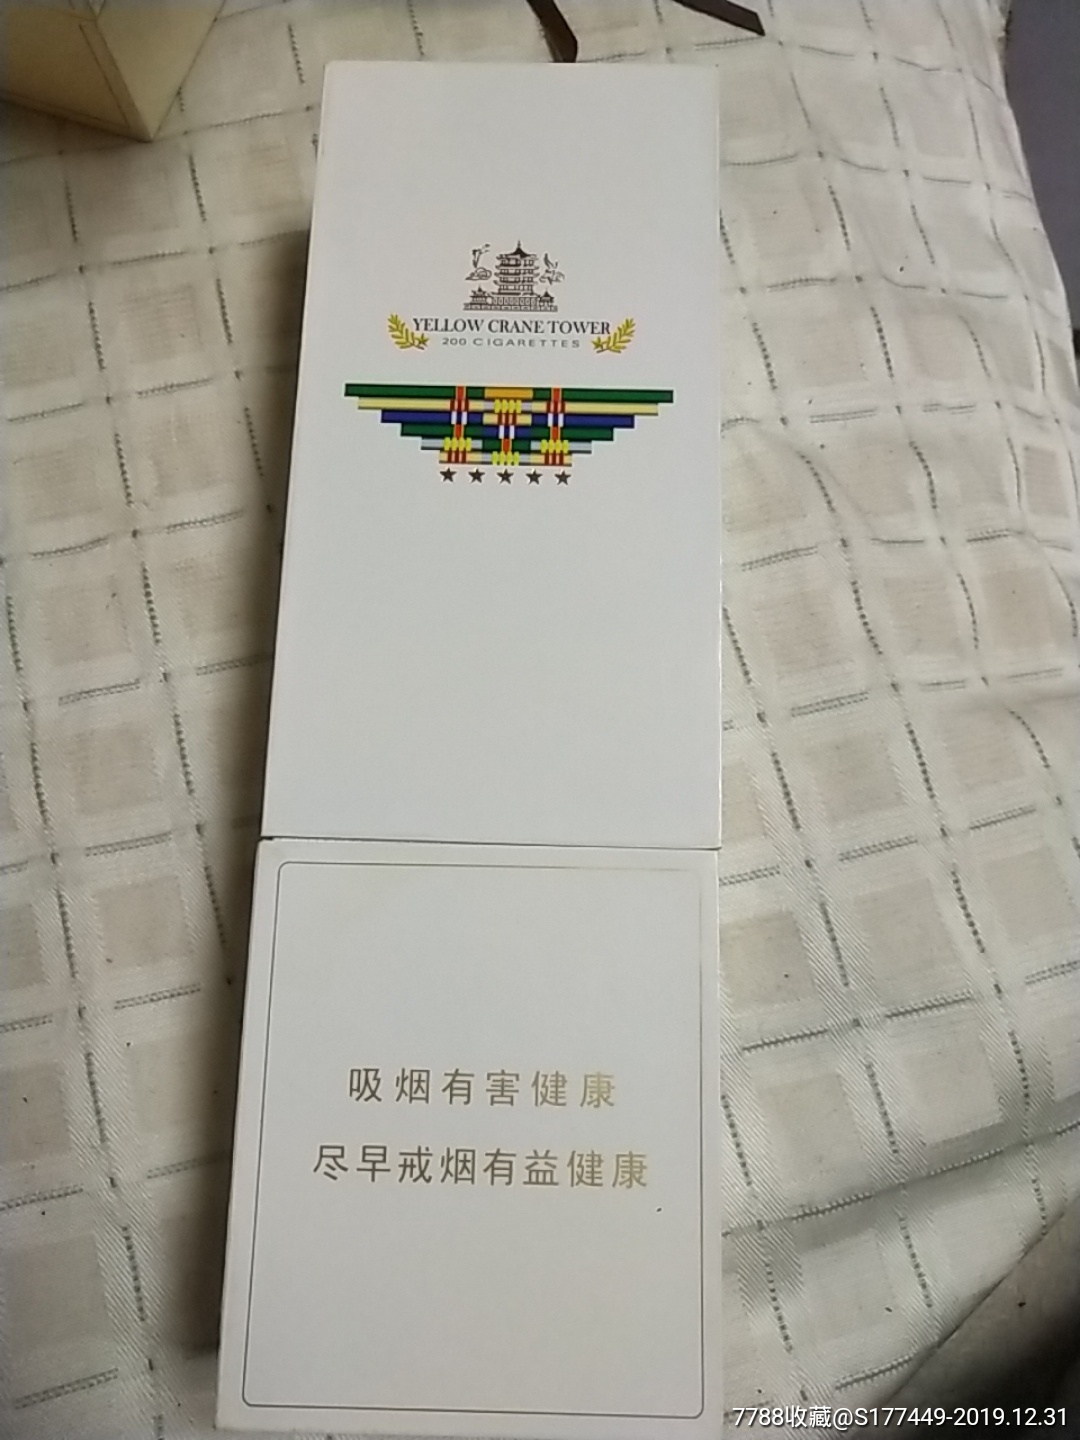 YELLOW CRANE TOWER
200 CIGARETTES
吸烟有害健康
尽早戒烟有益健康
7788收藏@S177449-2019.12.31